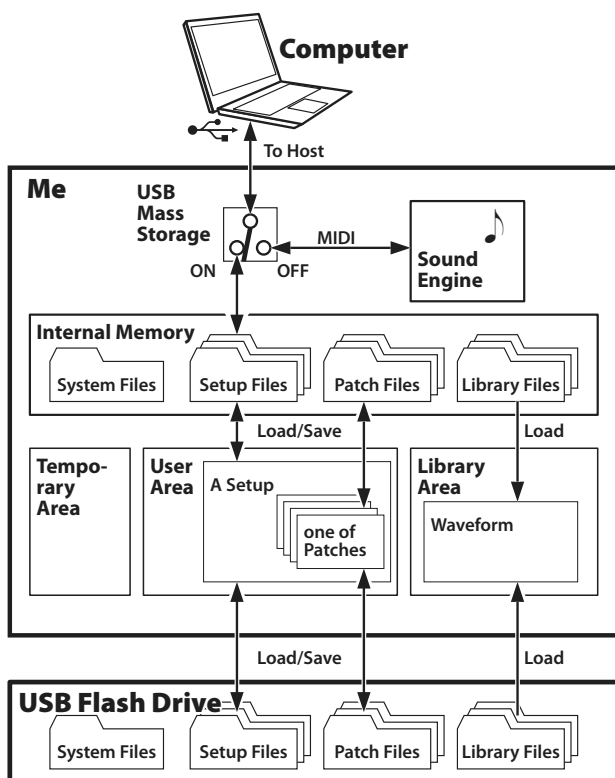 Computer
To Host
Me
USB
Mass
Storage
ON
OFF
MIDI
Sound
Engine
Internal Memory
System Files
Setup Files
Patch Files
Library Files
Load/Save
Load
Tempo-
rary
Area
User
Area
A Setup
one of
Patches
Library
Area
Waveform
Load/Save
Load
USB Flash Drive
System Files
Setup Files
Patch Files
Library Files